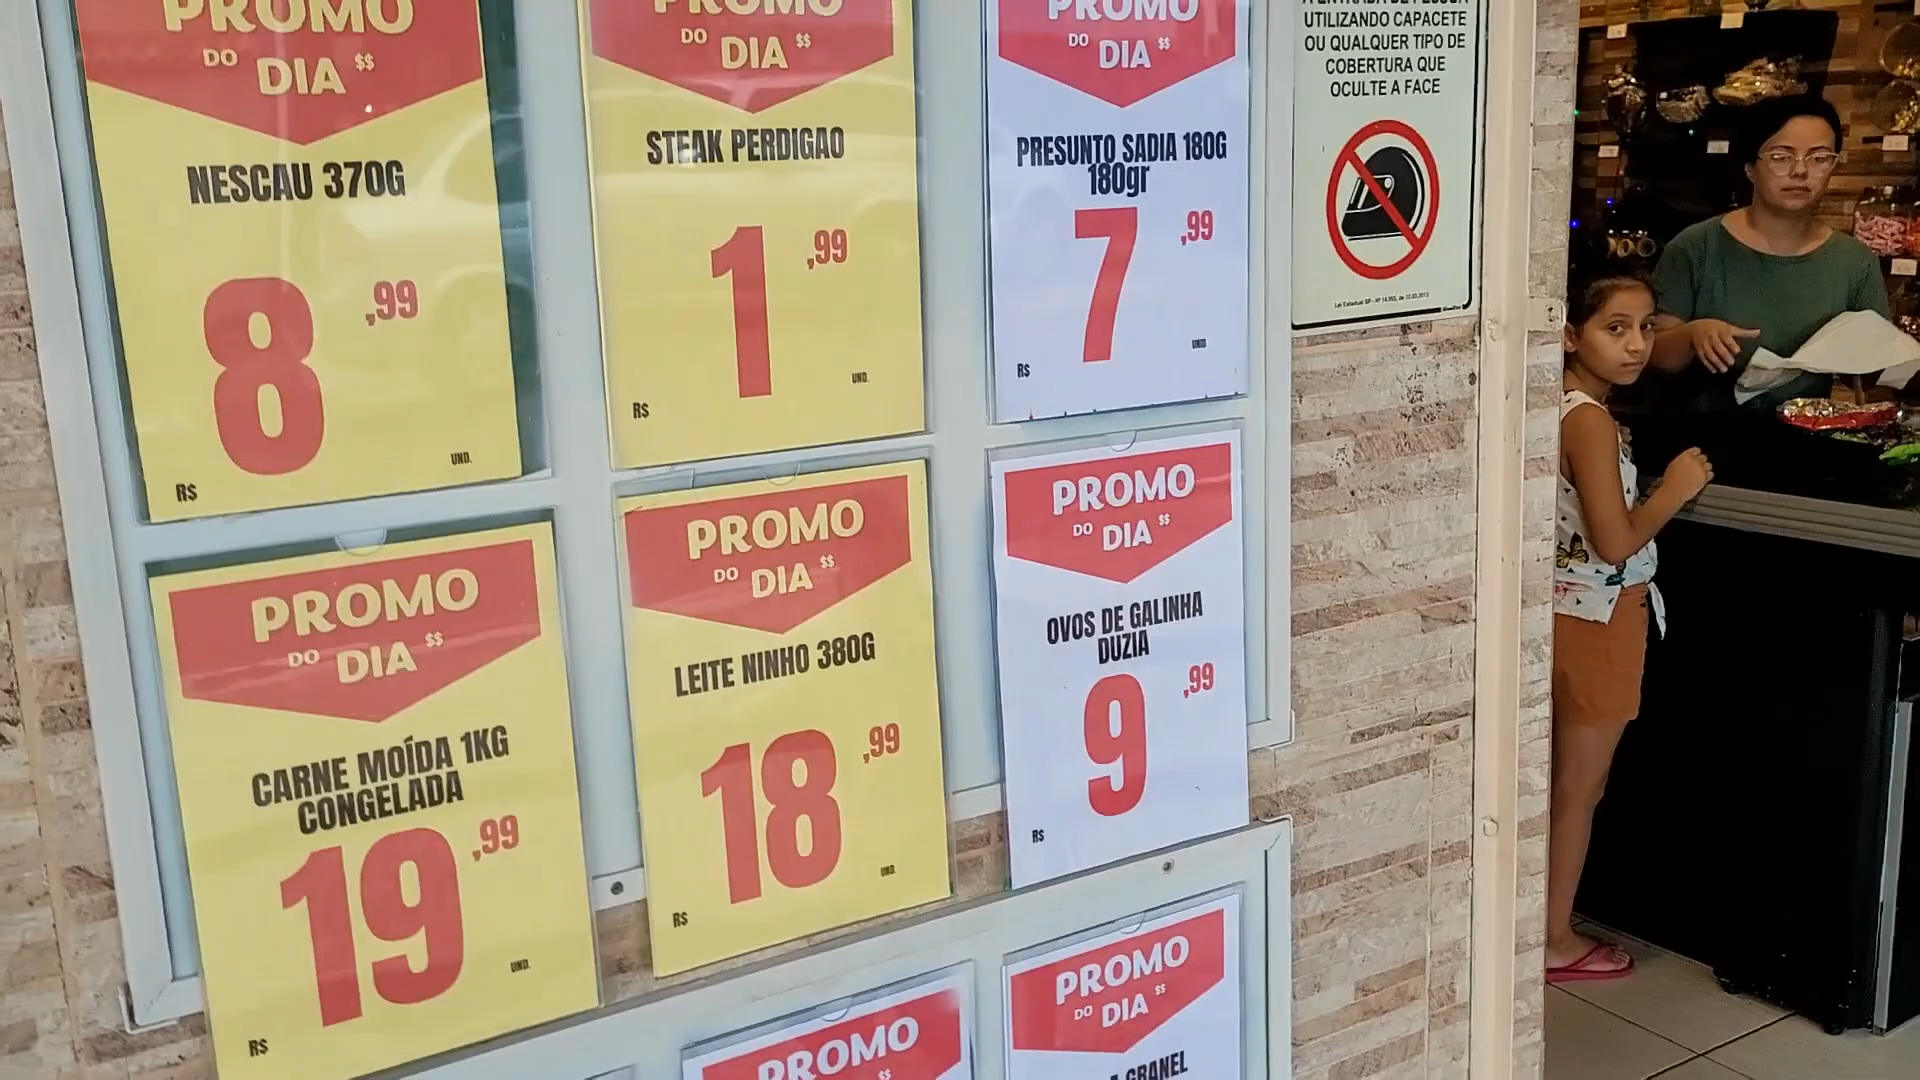 PROMO
DO DIA $$
NESCAU 370G
8 ,99
R$ UND.
PROMO
DO DIA $$
STEAK PERDIGAO
1 ,99
R$ UND.
PROMO
DO DIA $$
PRESUNTO SADIA 180G
180gr
7 ,99
R$ UND
UTILIZANDO CAPACETE
OU QUALQUER TIPO DE
COBERTURA QUE
OCULTE A FACE
PROMO
DO DIA $$
CARNE MOÍDA 1KG
CONGELADA
19 ,99
R$ UND.
PROMO
DO DIA $$
LEITE NINHO 380G
18 ,99
R$ UND.
PROMO
DO DIA $$
OVOS DE GALINHA
DUZIA
9 ,99
R$
PROMO
$$
PROMO
DO DIA $$
GRANEL